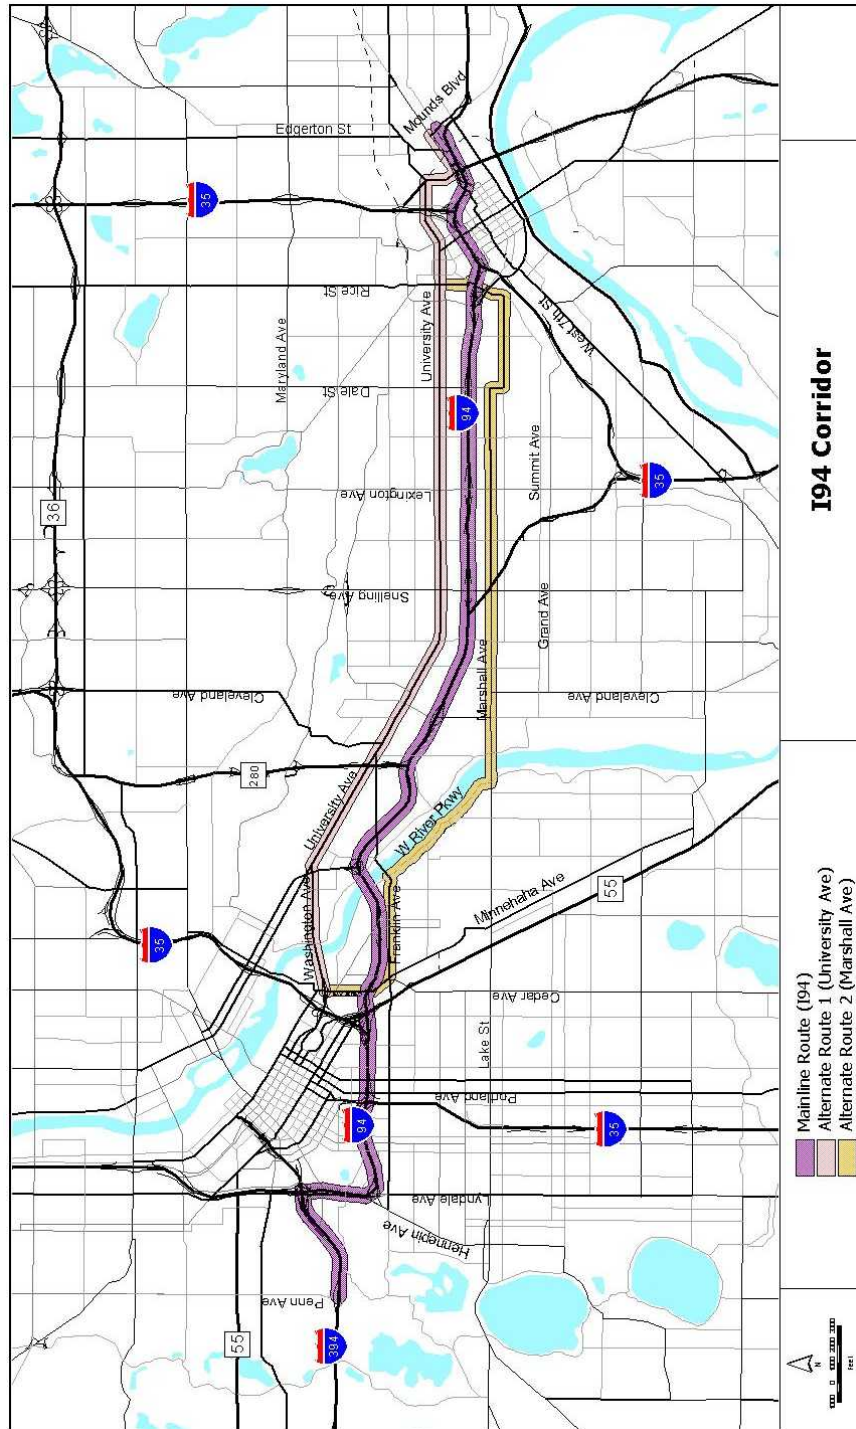 Edgerton St
Mounds Blvd
35
Rice St
University Ave
Maryland Ave
Dale St
West 7th St
94
Summit Ave
Lexington Ave
36
35
Snelling Ave
Grand Ave
Marshall Ave
Cleveland Ave
Cleveland Ave
280
University Ave
W River Pkwy
Washington Ave
Franklin Ave
Minnehaha Ave
55
35
Cedar Ave
Lake St
Portland Ave
94
35
Lyndale Ave
Hennepin Ave
Penn Ave
55
394
I94 Corridor
Mainline Route (I94)
Alternate Route 1 (University Ave)
Alternate Route 2 (Marshall Ave)
N
feet